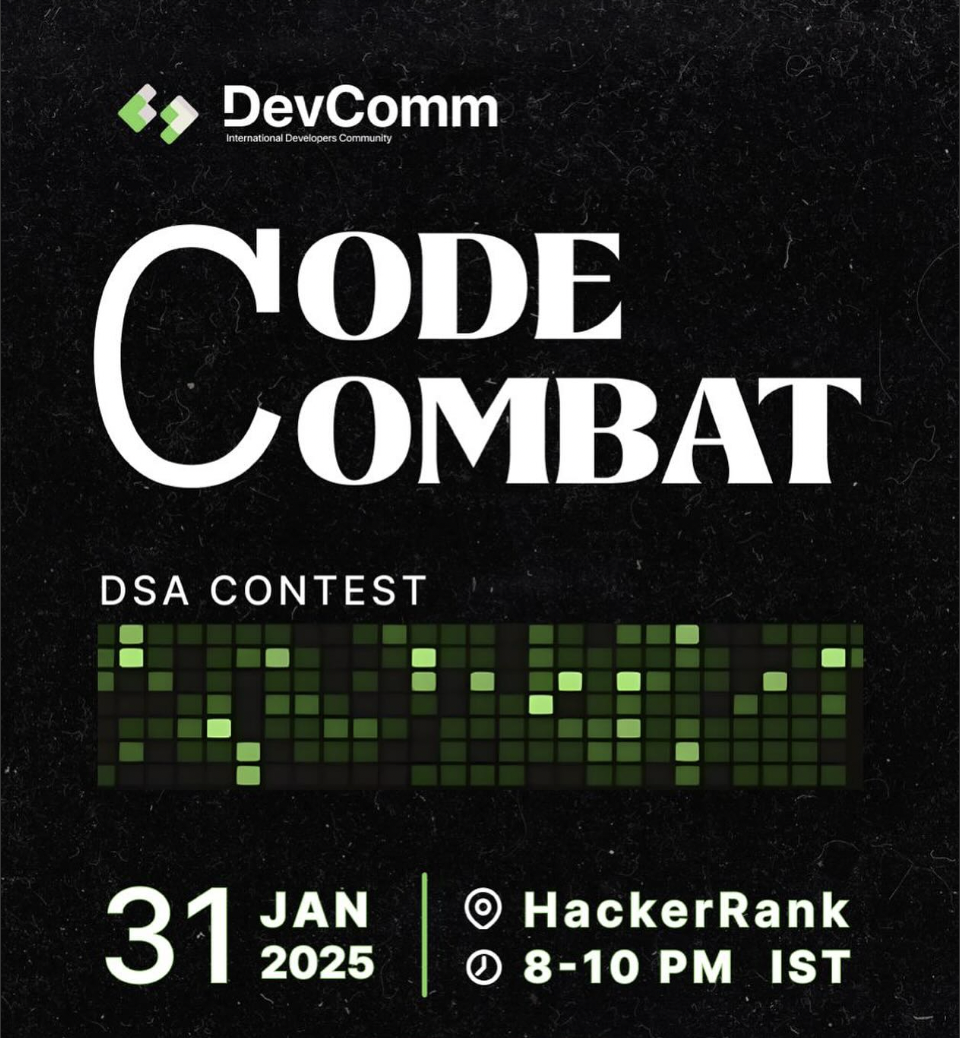 DevComm
International Developers Community
CODE
COMBAT
DSA CONTEST
31 JAN
2025
HackerRank
8-10 PM IST